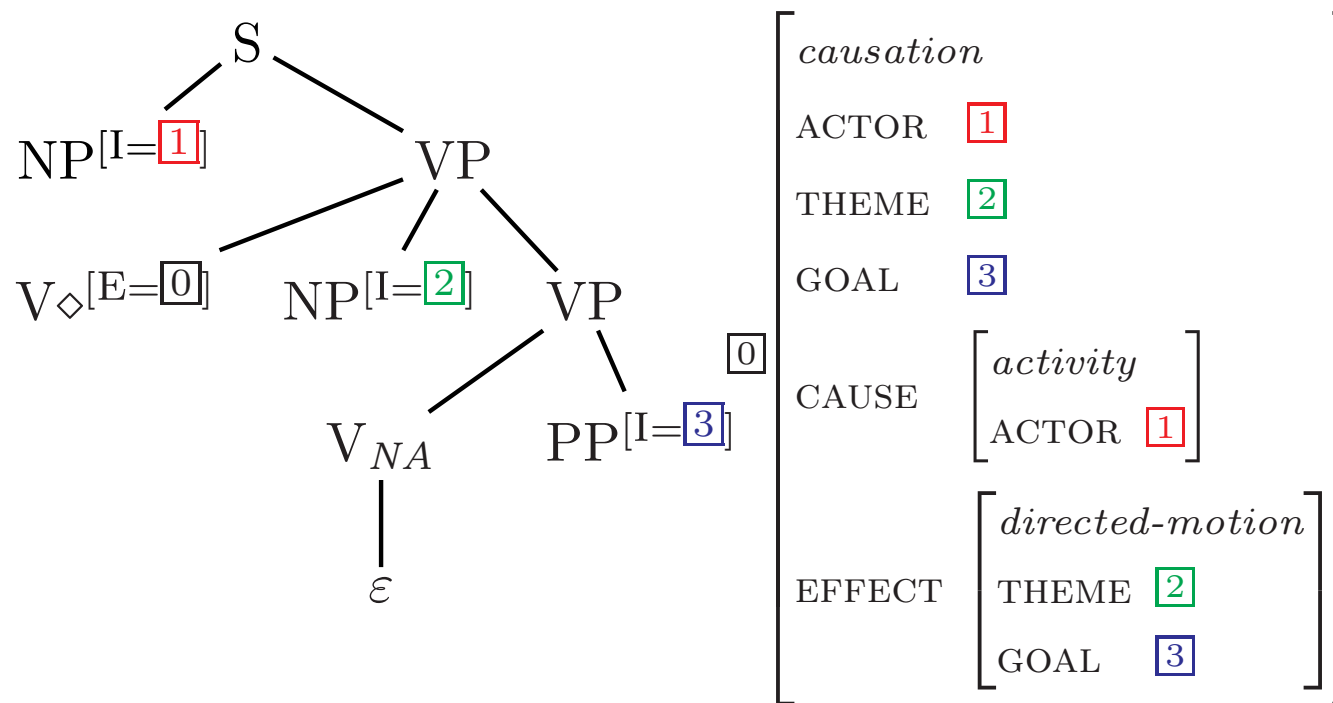 S
NP[I=1]
VP
V◇[E=0]
NP[I=2]
VP
V_NA
PP[I=3]
ε
0
causation
ACTOR 1
THEME 2
GOAL 3
CAUSE
activity
ACTOR 1
EFFECT
directed-motion
THEME 2
GOAL 3